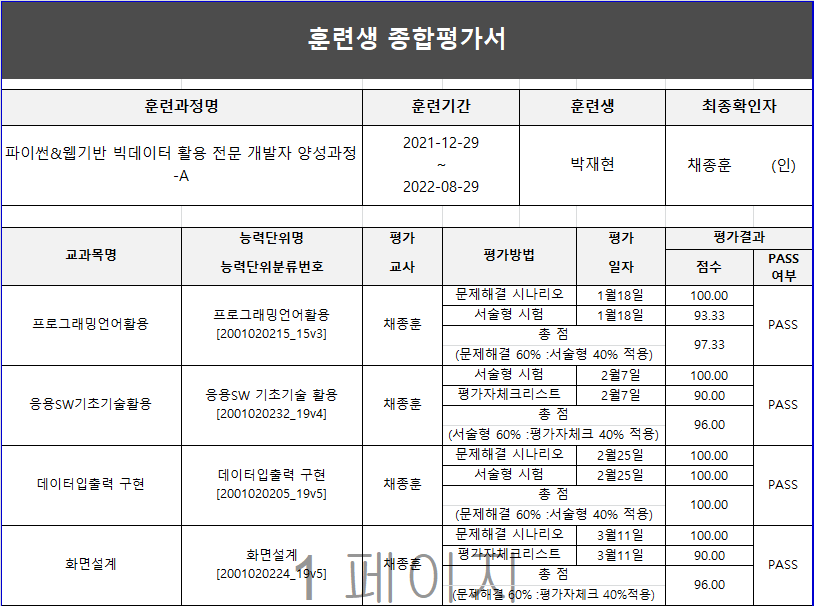 훈련생 종합평가서
훈련과정명 훈련기간 훈련생 최종확인자
파이썬&웹기반 빅데이터 활용 전문 개발자 양성과정
-A
2021-12-29
~
2022-08-29
박재현
채종훈 (인)
교과목명
능력단위명
능력단위분류번호
평가
교사
평가방법
평가
일자
평가결과
점수
PASS
여부
프로그래밍언어활용
프로그래밍언어활용
[2001020215_15v3]
채종훈
문제해결 시나리오 1월18일 100.00
서술형 시험 1월18일 93.33
총 점
(문제해결 60% :서술형 40% 적용)
97.33
PASS
응용SW기초기술활용
응용SW 기초기술 활용
[2001020232_19v4]
채종훈
서술형 시험 2월7일 100.00
평가자체크리스트 2월7일 90.00
총 점
(서술형 60% :평가자체크 40% 적용)
96.00
PASS
데이터입출력 구현
데이터입출력 구현
[2001020205_19v5]
채종훈
문제해결 시나리오 2월25일 100.00
서술형 시험 2월25일 100.00
총 점
(문제해결 60% :서술형 40% 적용)
100.00
PASS
화면설계
화면설계
[2001020224_19v5]
채종훈
문제해결 시나리오 3월11일 100.00
평가자체크리스트 3월11일 90.00
총 점
(문제해결 60% :평가자체크 40%적용)
96.00
PASS
1 페이지